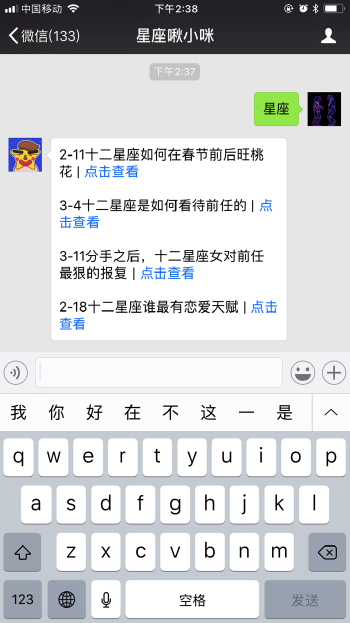 中国移动 下午2:38
微信(133) 星座啾小咪
下午2:37
星座
2-11十二星座如何在春节前后旺桃
花 | 点击查看
3-4十二星座是如何看待前任的 | 点
击查看
3-11分手之后，十二星座女对前任
最狠的报复 | 点击查看
2-18十二星座谁最有恋爱天赋 | 点击
查看
我 你 好 在 不 这 一 是
q w e r t y u i o p
a s d f g h j k l
z x c v b n m
123 空格 发送